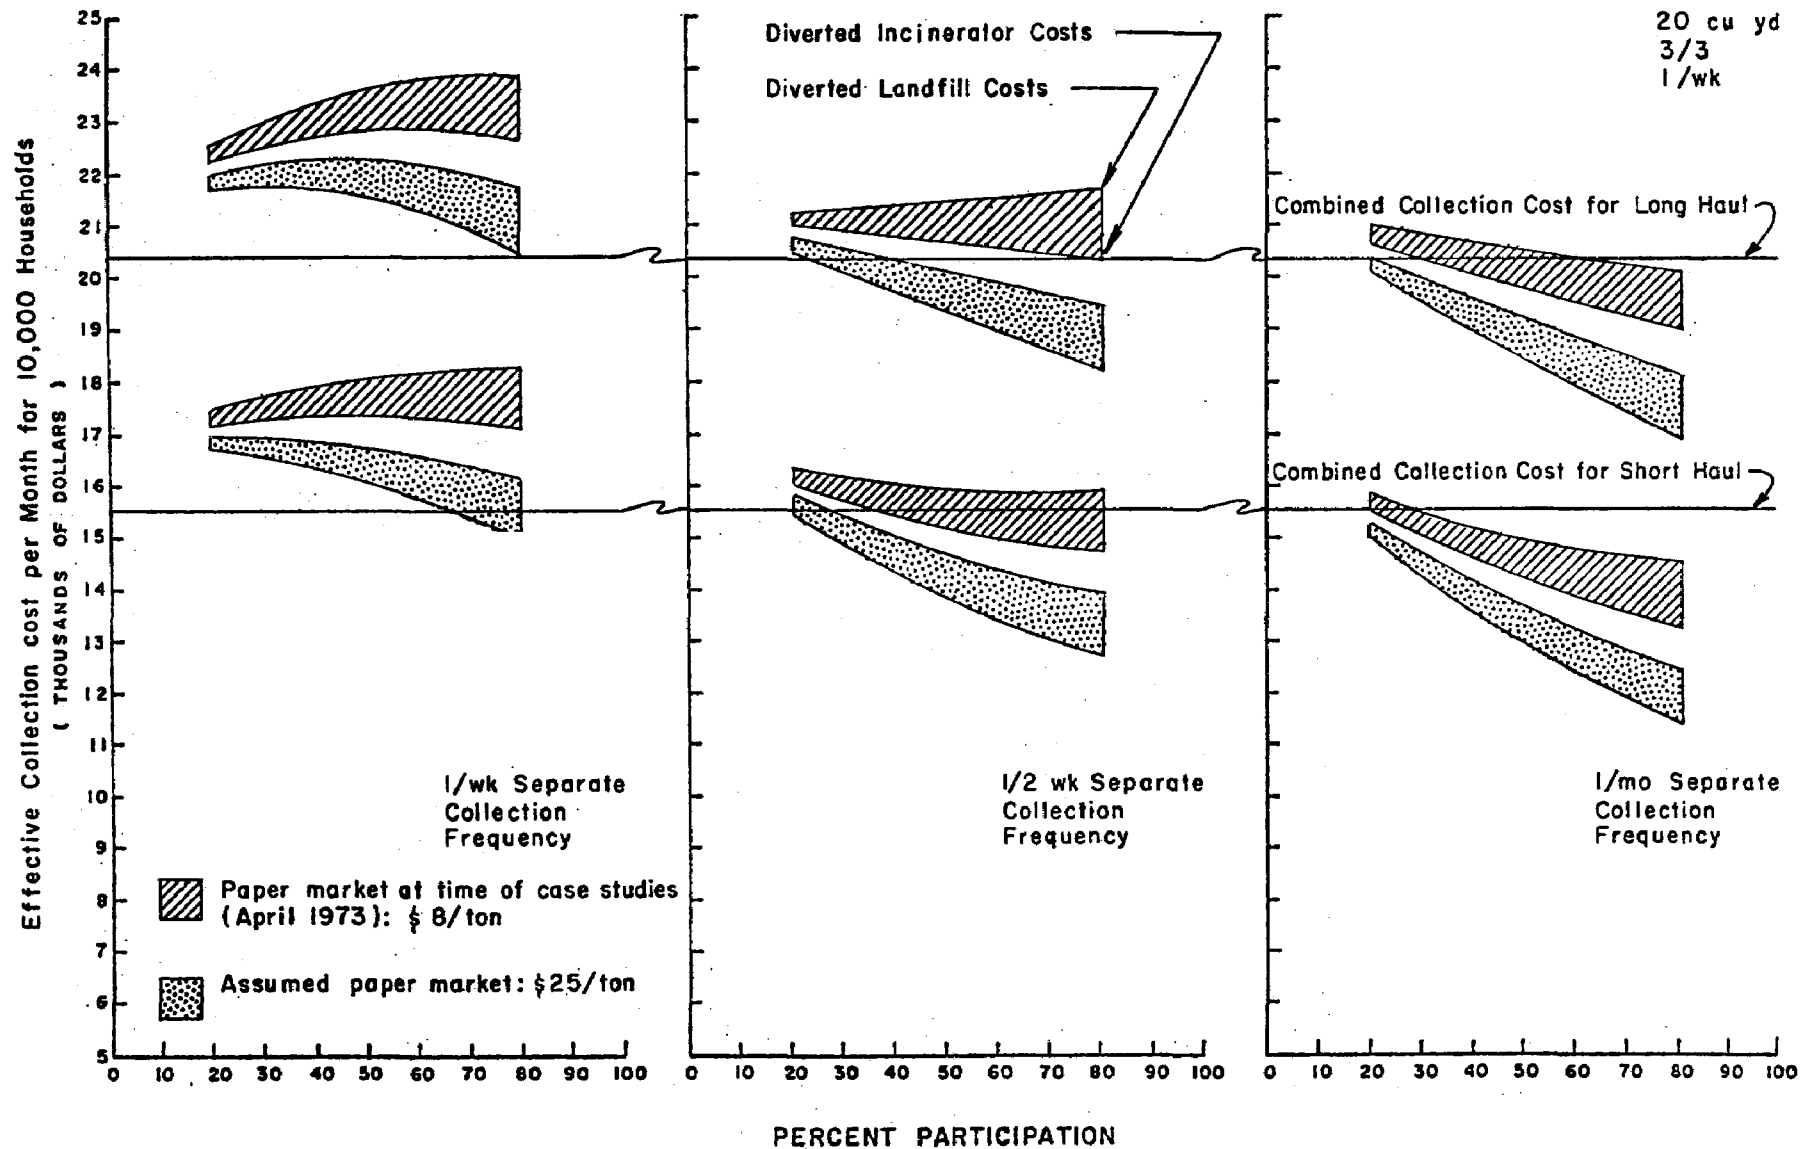 Diverted Incinerator Costs
Diverted Landfill Costs
20 cu yd
3/3
1/wk
Combined Collection Cost for Long Haul
Combined Collection Cost for Short Haul
Effective Collection cost per Month for 10,000 Households
( THOUSANDS OF DOLLARS )
25
24
23
22
21
20
19
18
17
16
15
14
13
12
11
10
9
8
7
6
5
1/wk Separate
Collection
Frequency
1/2 wk Separate
Collection
Frequency
1/mo Separate
Collection
Frequency
Paper market at time of case studies
(April 1973): $ 8/ton
Assumed paper market: $25/ton
0 10 20 30 40 50 60 70 80 90 100
0 10 20 30 40 50 60 70 80 90 100
0 10 20 30 40 50 60 70 80 90 100
PERCENT PARTICIPATION